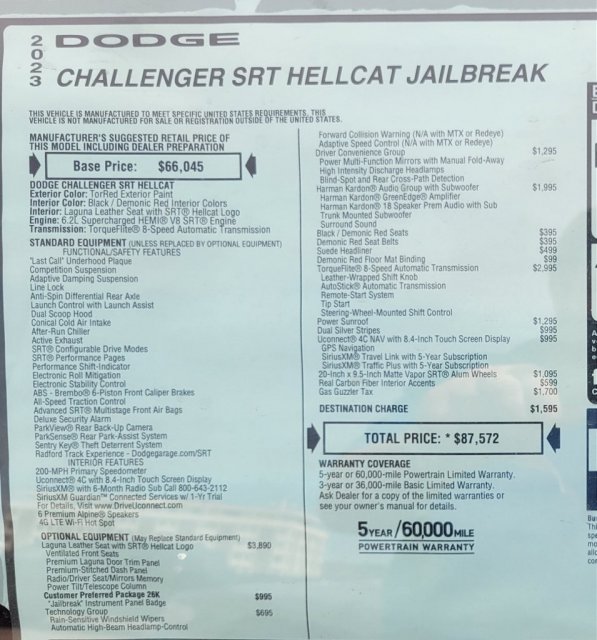 2023 DODGE
CHALLENGER SRT HELLCAT JAILBREAK
THIS VEHICLE IS MANUFACTURED TO MEET SPECIFIC UNITED STATES REQUIREMENTS. THIS
VEHICLE IS NOT MANUFACTURED FOR SALE OR REGISTRATION OUTSIDE OF THE UNITED STATES.
MANUFACTURER'S SUGGESTED RETAIL PRICE OF
THIS MODEL INCLUDING DEALER PREPARATION
Base Price: $66,045
DODGE CHALLENGER SRT HELLCAT
Exterior Color: TorRed Exterior Paint
Interior Color: Black / Demonic Red Interior Colors
Interior: Laguna Leather Seat with SRT® Hellcat Logo
Engine: 6.2L Supercharged HEMI® V8 SRT® Engine
Transmission: TorqueFlite® 8-Speed Automatic Transmission
STANDARD EQUIPMENT (UNLESS REPLACED BY OPTIONAL EQUIPMENT)
FUNCTIONAL/SAFETY FEATURES
"Last Call" Underhood Plaque
Competition Suspension
Adaptive Damping Suspension
Line Lock
Anti-Spin Differential Rear Axle
Launch Control with Launch Assist
Dual Scoop Hood
Conical Cold Air Intake
After-Run Chiller
Active Exhaust
SRT® Configurable Drive Modes
SRT® Performance Pages
Performance Shift-Indicator
Electronic Roll Mitigation
Electronic Stability Control
ABS - Brembo® 6-Piston Front Caliper Brakes
All-Speed Traction Control
Advanced SRT® Multistage Front Air Bags
Deluxe Security Alarm
ParkView® Rear Back-Up Camera
ParkSense® Rear Park-Assist System
Sentry Key® Theft Deterrent System
Radford Track Experience - Dodgegarage.com/SRT
INTERIOR FEATURES
200-MPH Primary Speedometer
Uconnect® 4C with 8.4-Inch Touch Screen Display
SiriusXM® with 6-Month Radio Sub Call 800-643-2112
SiriusXM Guardian™ Connected Services w/ 1-Yr Trial
For Details, Visit www.DriveUconnect.com
6 Premium Alpine® Speakers
4G LTE Wi-Fi Hot Spot
OPTIONAL EQUIPMENT (May Replace Standard Equipment)
Laguna Leather Seat with SRT® Hellcat Logo $3,890
Ventilated Front Seats
Premium Laguna Door Trim Panel
Premium-Stitched Dash Panel
Radio/Driver Seat/Mirrors Memory
Power Tilt/Telescope Column
Customer Preferred Package 26K $995
"Jailbreak" Instrument Panel Badge
Technology Group $695
Rain-Sensitive Windshield Wipers
Automatic High-Beam Headlamp-Control
Forward Collision Warning (N/A with MTX or Redeye)
Adaptive Speed Control (N/A with MTX or Redeye)
Driver Convenience Group $1,295
Power Multi-Function Mirrors with Manual Fold-Away
High Intensity Discharge Headlamps
Blind-Spot and Rear Cross-Path Detection
Harman Kardon® Audio Group with Subwoofer $1,995
Harman Kardon® GreenEdge® Amplifier
Harman Kardon® 18 Speaker Prem Audio with Sub
Trunk Mounted Subwoofer
Surround Sound
Black / Demonic Red Seats $395
Demonic Red Seat Belts $395
Suede Headliner $499
Demonic Red Floor Mat Binding $99
TorqueFlite® 8-Speed Automatic Transmission $2,995
Leather-Wrapped Shift Knob
AutoStick® Automatic Transmission
Remote-Start System
Tip Start
Steering-Wheel-Mounted Shift Control
Power Sunroof $1,295
Dual Silver Stripes $995
Uconnect® 4C NAV with 8.4-Inch Touch Screen Display $995
GPS Navigation
SiriusXM® Travel Link with 5-Year Subscription
SiriusXM® Traffic Plus with 5-Year Subscription
20-Inch x 9.5-Inch Matte Vapor SRT® Alum Wheels $1,095
Real Carbon Fiber Interior Accents $599
Gas Guzzler Tax $1,700
DESTINATION CHARGE $1,595
TOTAL PRICE: * $87,572
WARRANTY COVERAGE
5-year or 60,000-mile Powertrain Limited Warranty.
3-year or 36,000-mile Basic Limited Warranty.
Ask Dealer for a copy of the limited warranties or
see your owner's manual for details.
5YEAR/60,000MILE
POWERTRAIN WARRANTY